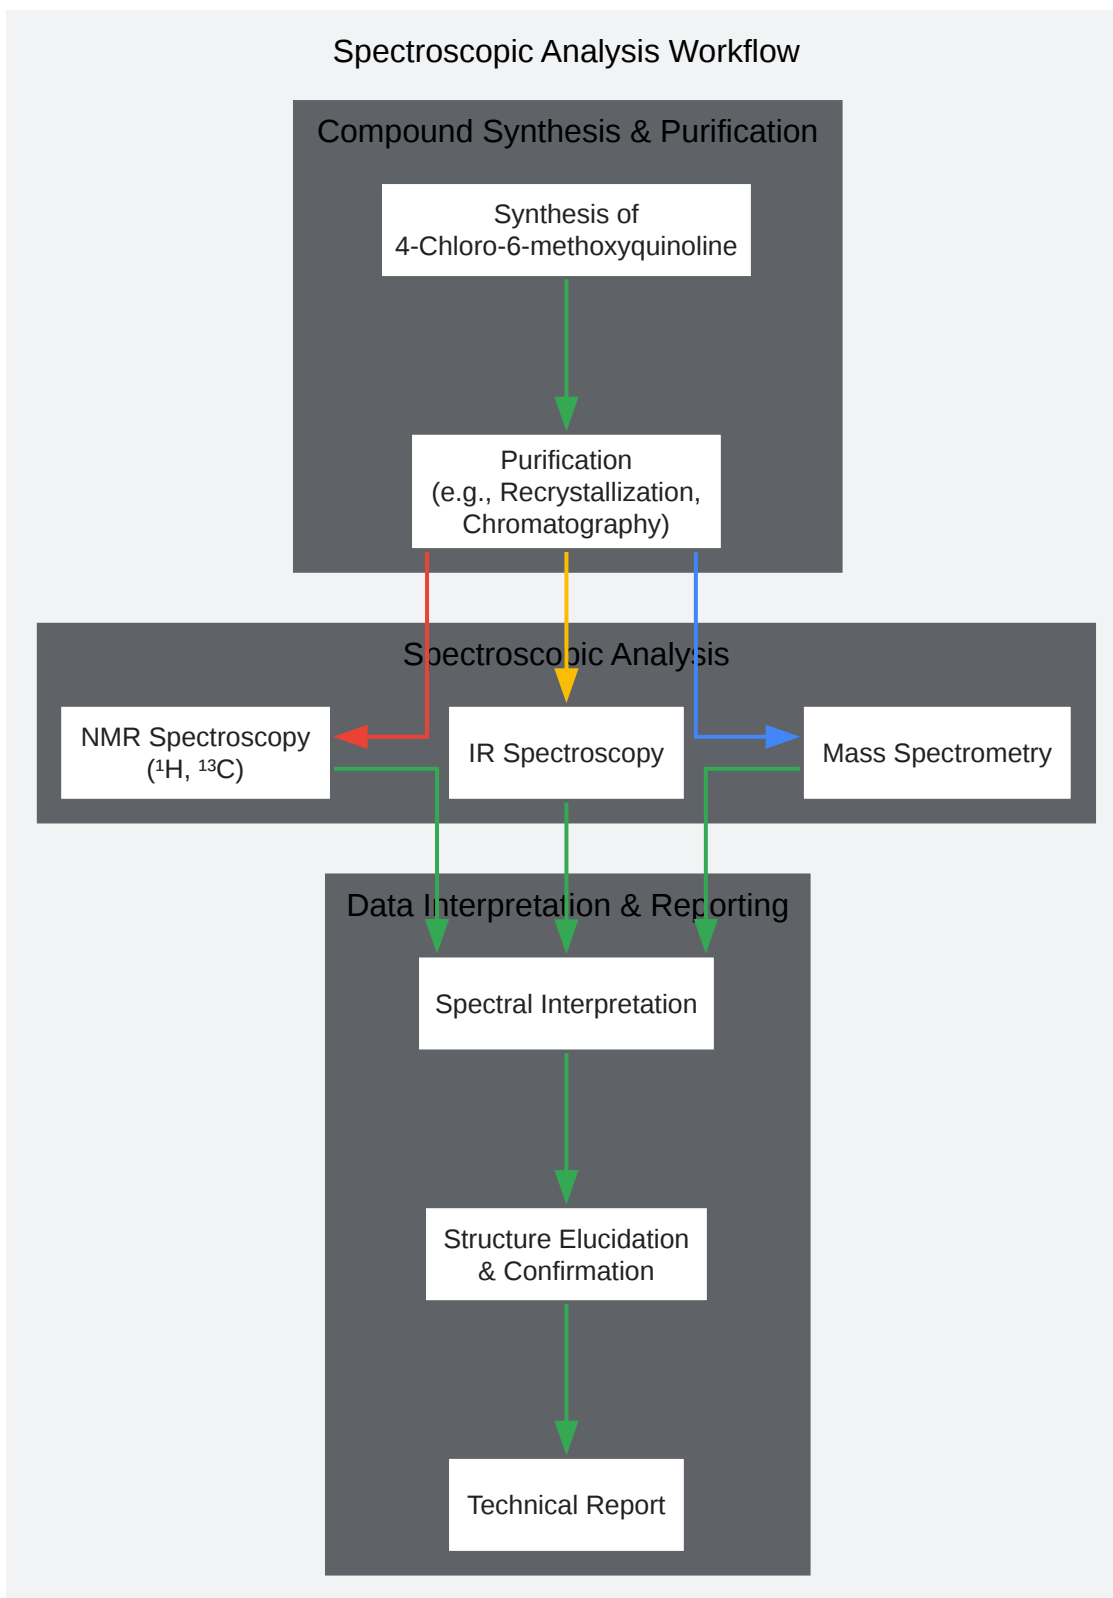 Spectroscopic Analysis Workflow
Compound Synthesis & Purification
Synthesis of
4-Chloro-6-methoxyquinoline
Purification
(e.g., Recrystallization,
Chromatography)
Spectroscopic Analysis
NMR Spectroscopy
(¹H, ¹³C)
IR Spectroscopy
Mass Spectrometry
Data Interpretation & Reporting
Spectral Interpretation
Structure Elucidation
& Confirmation
Technical Report